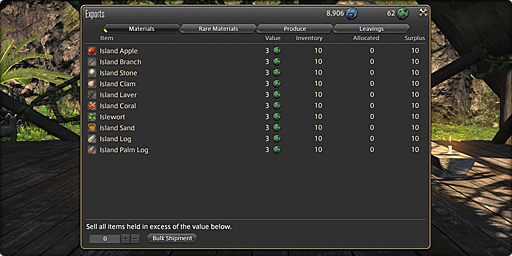 Exports 8,906 62
Materials Rare Materials Produce Leavings
Item Value Inventory Allocated Surplus
Island Apple 3 10 0 10
Island Branch 3 10 0 10
Island Stone 3 10 0 10
Island Clam 3 10 0 10
Island Laver 3 10 0 10
Island Coral 3 10 0 10
Islewort 3 10 0 10
Island Sand 3 10 0 10
Island Log 3 10 0 10
Island Palm Log 3 10 0 10
Sell all items held in excess of the value below.
0 + − Bulk Shipment